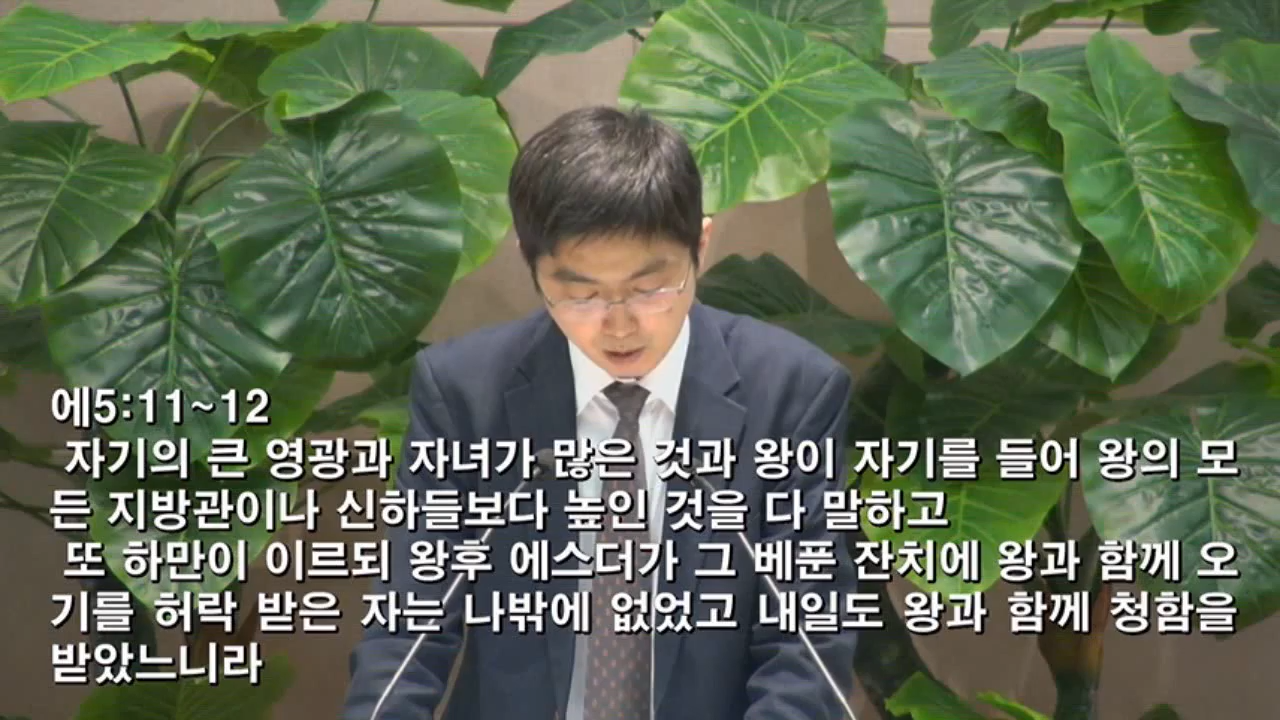 에5:11~12
자기의 큰 영광과 자녀가 많은 것과 왕이 자기를 들어 왕의 모
든 지방관이나 신하들보다 높인 것을 다 말하고
또 하만이 이르되 왕후 에스더가 그 베푼 잔치에 왕과 함께 오
기를 허락 받은 자는 나밖에 없었고 내일도 왕과 함께 청함을
받았느니라